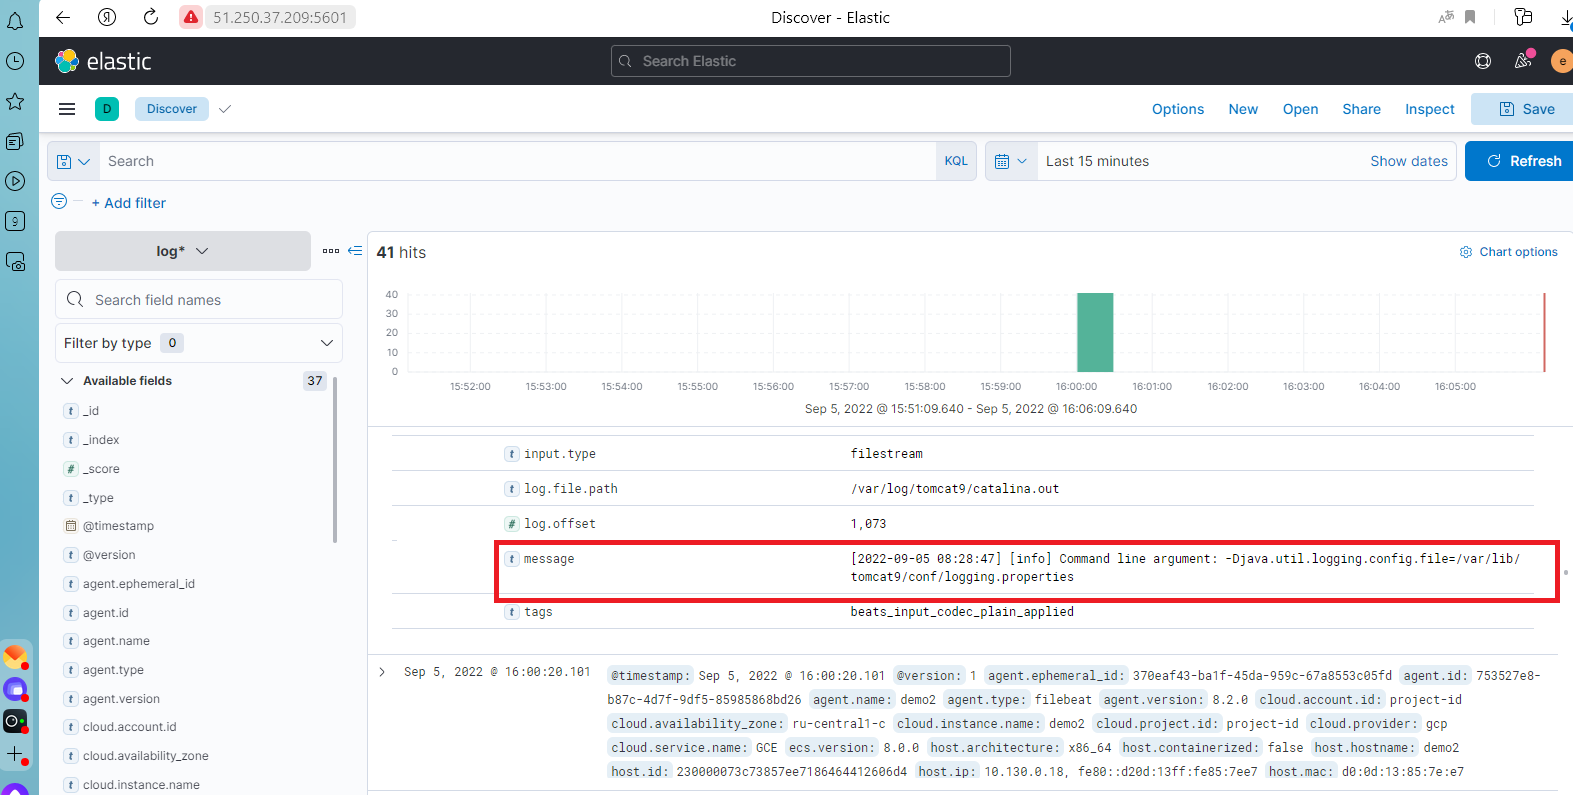 51.250.37.209:5601
Discover - Elastic
elastic
Search Elastic
e
D
Discover
Options
New
Open
Share
Inspect
Save
Search
KQL
Last 15 minutes
Show dates
Refresh
+ Add filter
log*
41 hits
Chart options
Search field names
Filter by type 0
Available fields 37
t _id
t _index
# _score
t _type
@timestamp
t @version
t agent.ephemeral_id
t agent.id
t agent.name
t agent.type
t agent.version
t cloud.account.id
t cloud.availability_zone
t cloud.instance.name
40
30
20
10
0
15:52:00 15:53:00 15:54:00 15:55:00 15:56:00 15:57:00 15:58:00 15:59:00 16:00:00 16:01:00 16:02:00 16:03:00 16:04:00 16:05:00
Sep 5, 2022 @ 15:51:09.640 - Sep 5, 2022 @ 16:06:09.640
t input.type filestream
t log.file.path /var/log/tomcat9/catalina.out
# log.offset 1,073
t message [2022-09-05 08:28:47] [info] Command line argument: -Djava.util.logging.config.file=/var/lib/
tomcat9/conf/logging.properties
t tags beats_input_codec_plain_applied
Sep 5, 2022 @ 16:00:20.101 @timestamp: Sep 5, 2022 @ 16:00:20.101 @version: 1 agent.ephemeral_id: 370eaf43-ba1f-45da-959c-67a8553c05fd agent.id: 753527e8-
b87c-4d7f-9df5-85985868bd26 agent.name: demo2 agent.type: filebeat agent.version: 8.2.0 cloud.account.id: project-id
cloud.availability_zone: ru-central1-c cloud.instance.name: demo2 cloud.project.id: project-id cloud.provider: gcp
cloud.service.name: GCE ecs.version: 8.0.0 host.architecture: x86_64 host.containerized: false host.hostname: demo2
host.id: 230000073c73857ee7186464412606d4 host.ip: 10.130.0.18, fe80::d20d:13ff:fe85:7ee7 host.mac: d0:0d:13:85:7e:e7
9